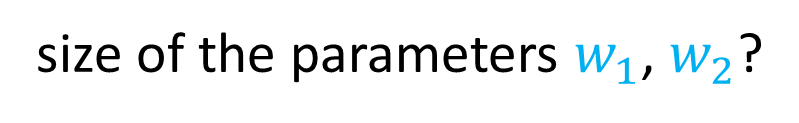 size of the parameters w₁, w₂?